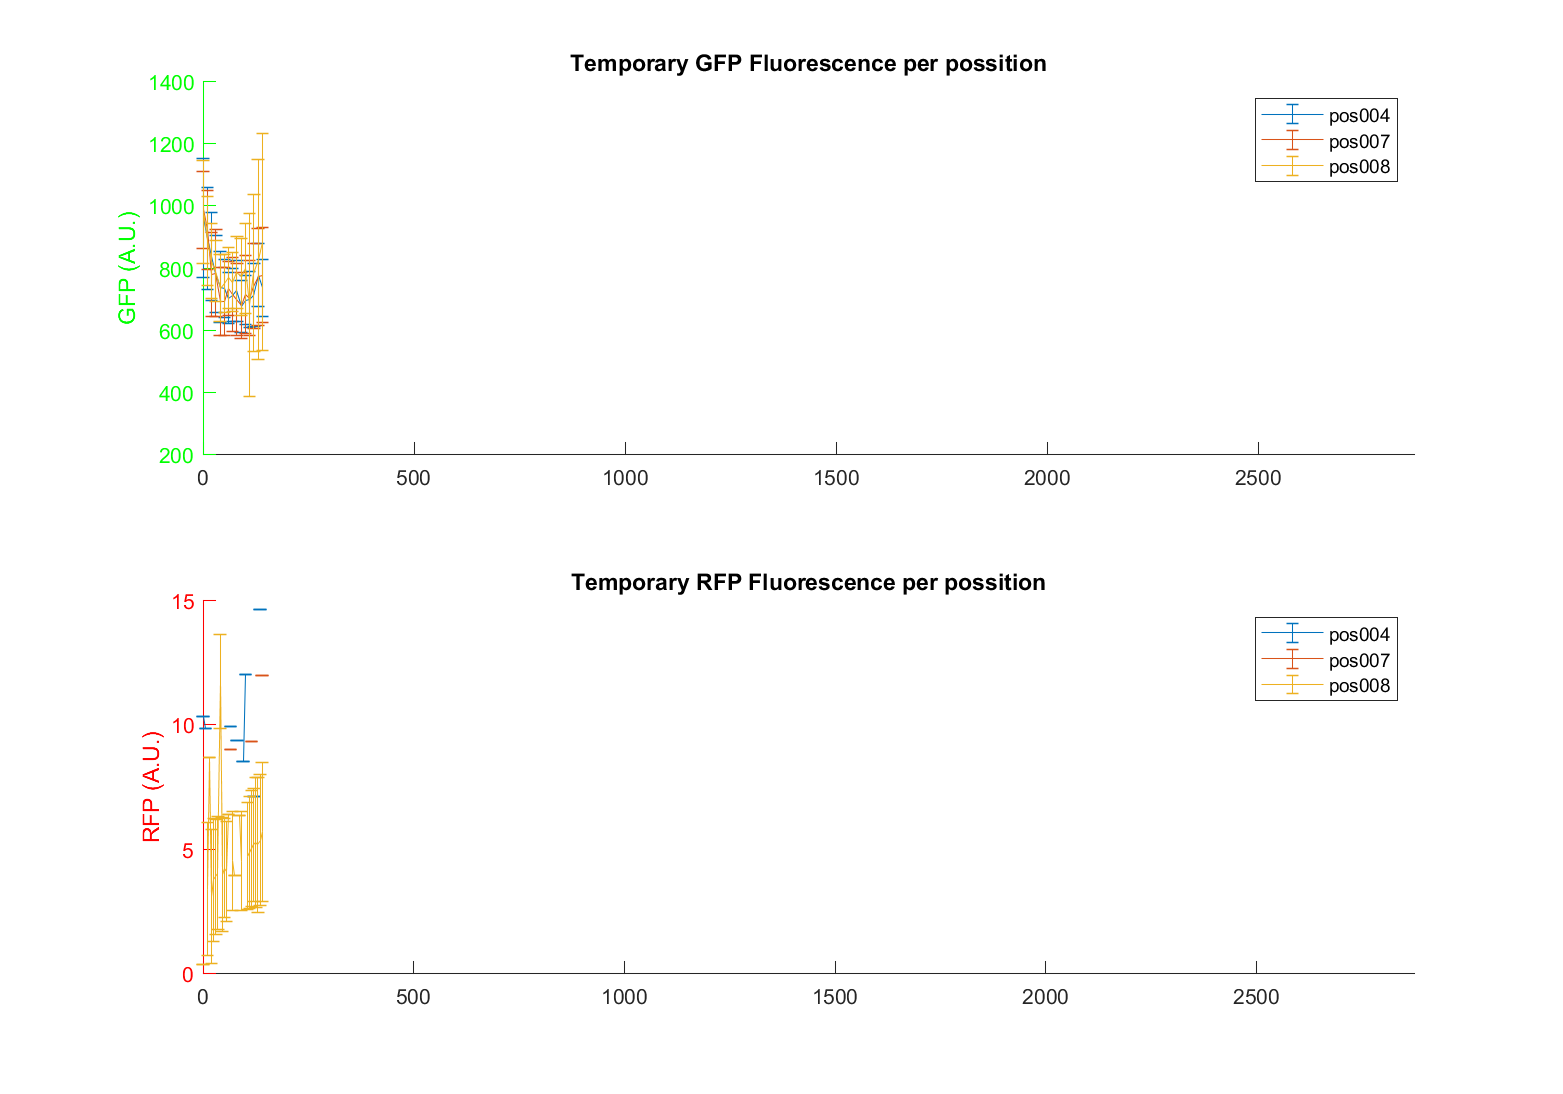 Temporary GFP Fluorescence per possition
1400
1200
1000
800
600
400
200
GFP (A.U.)
pos004
pos007
pos008
0 500 1000 1500 2000 2500
Temporary RFP Fluorescence per possition
15
10
5
0
RFP (A.U.)
pos004
pos007
pos008
0 500 1000 1500 2000 2500